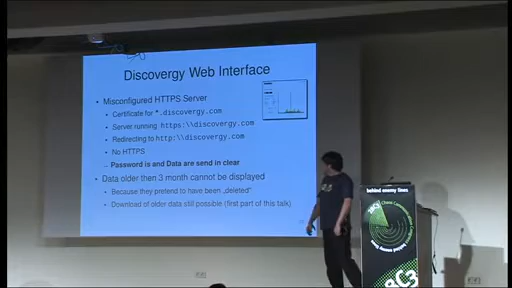 Discovergy Web Interface
• Misconfigured HTTPS Server
• Certificate for *.discovergy.com
• Server running https:\\discovergy.com
• Redirecting to http:\\discovergy.com
• No HTTPS
– Password is and Data are send in clear
• Data older then 3 month cannot be displayed
• Because they pretend to have been „deleted"
• Download of older data still possible (first part of this talk)
behind enemy lines